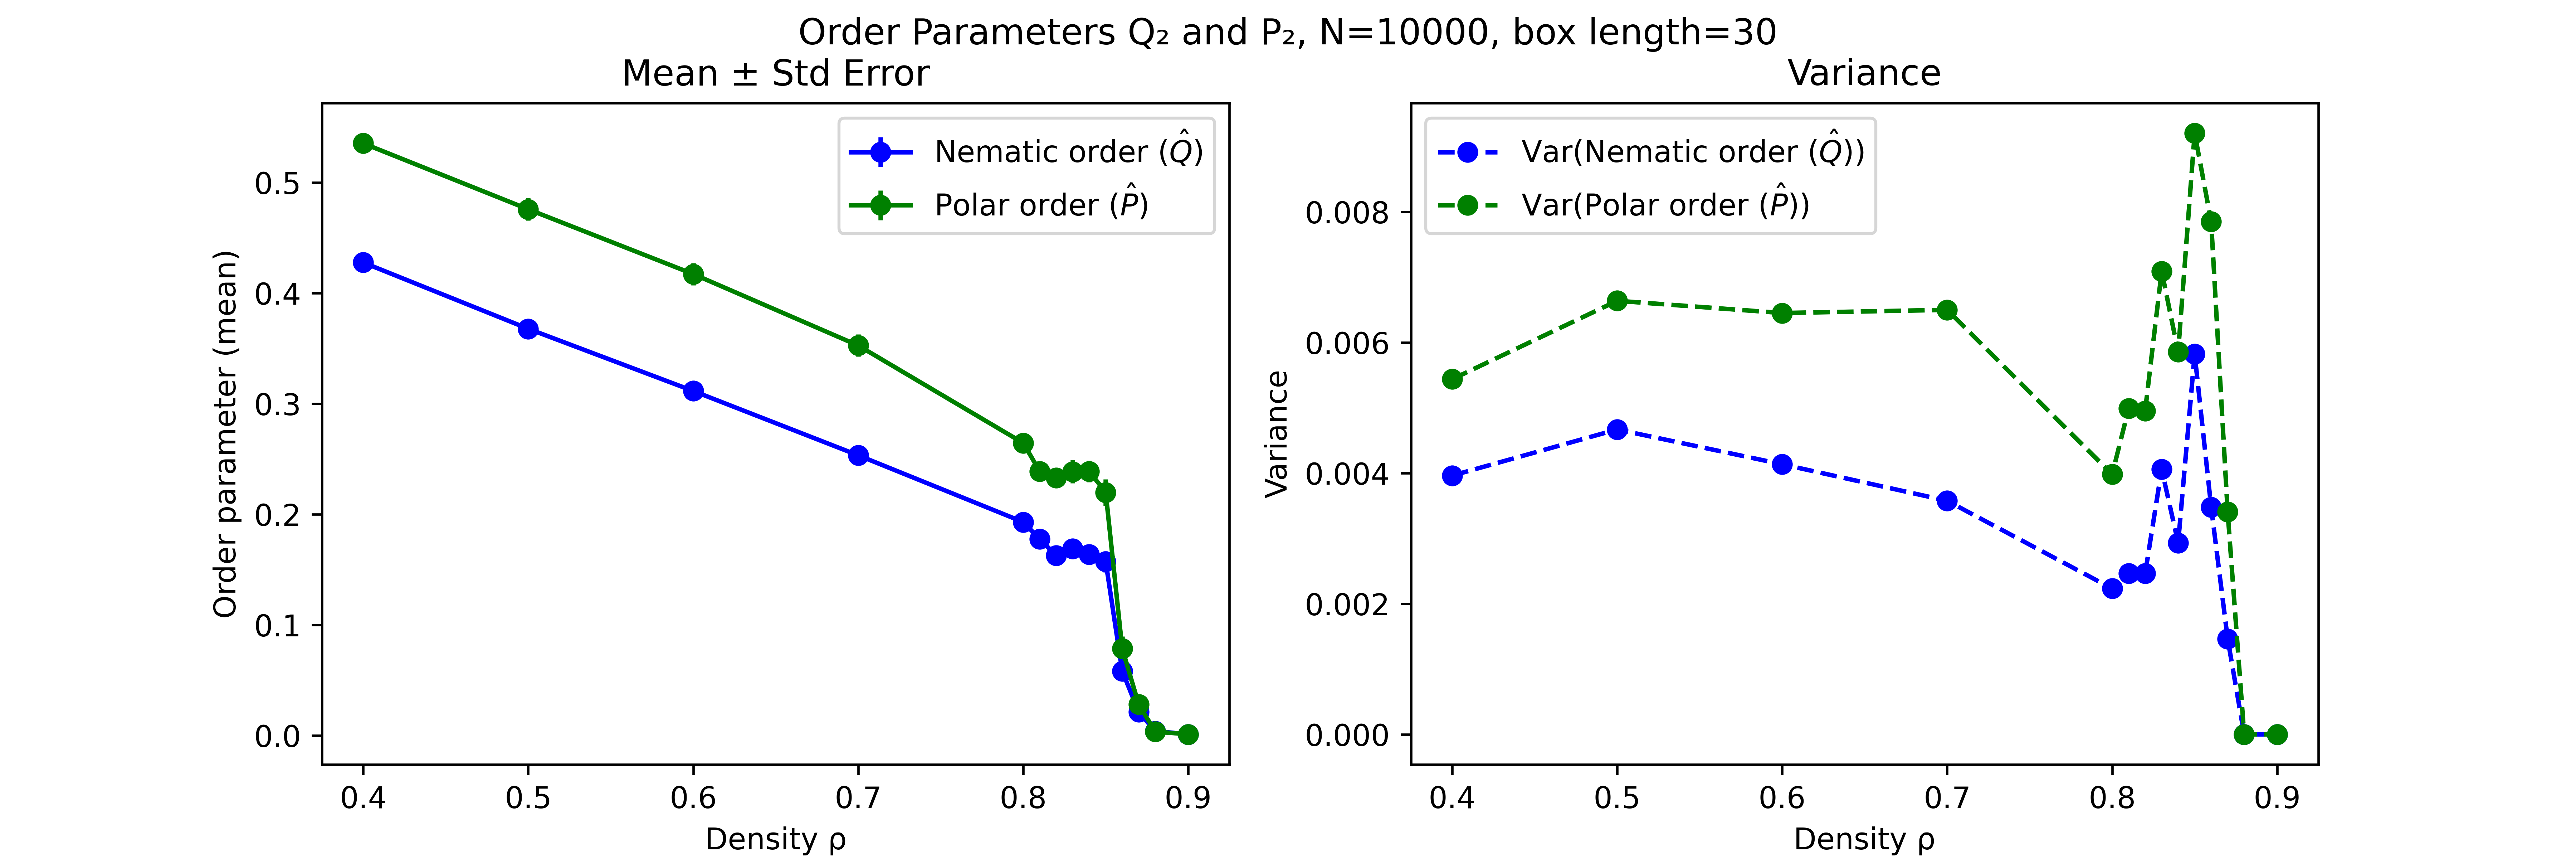 Order Parameters Q₂ and P₂, N=10000, box length=30
Mean ± Std Error
Nematic order (Q̂)
Polar order (P̂)
Order parameter (mean)
0.5
0.4
0.3
0.2
0.1
0.0
0.4 0.5 0.6 0.7 0.8 0.9
Density ρ
Variance
Var(Nematic order (Q̂))
Var(Polar order (P̂))
Variance
0.008
0.006
0.004
0.002
0.000
0.4 0.5 0.6 0.7 0.8 0.9
Density ρ